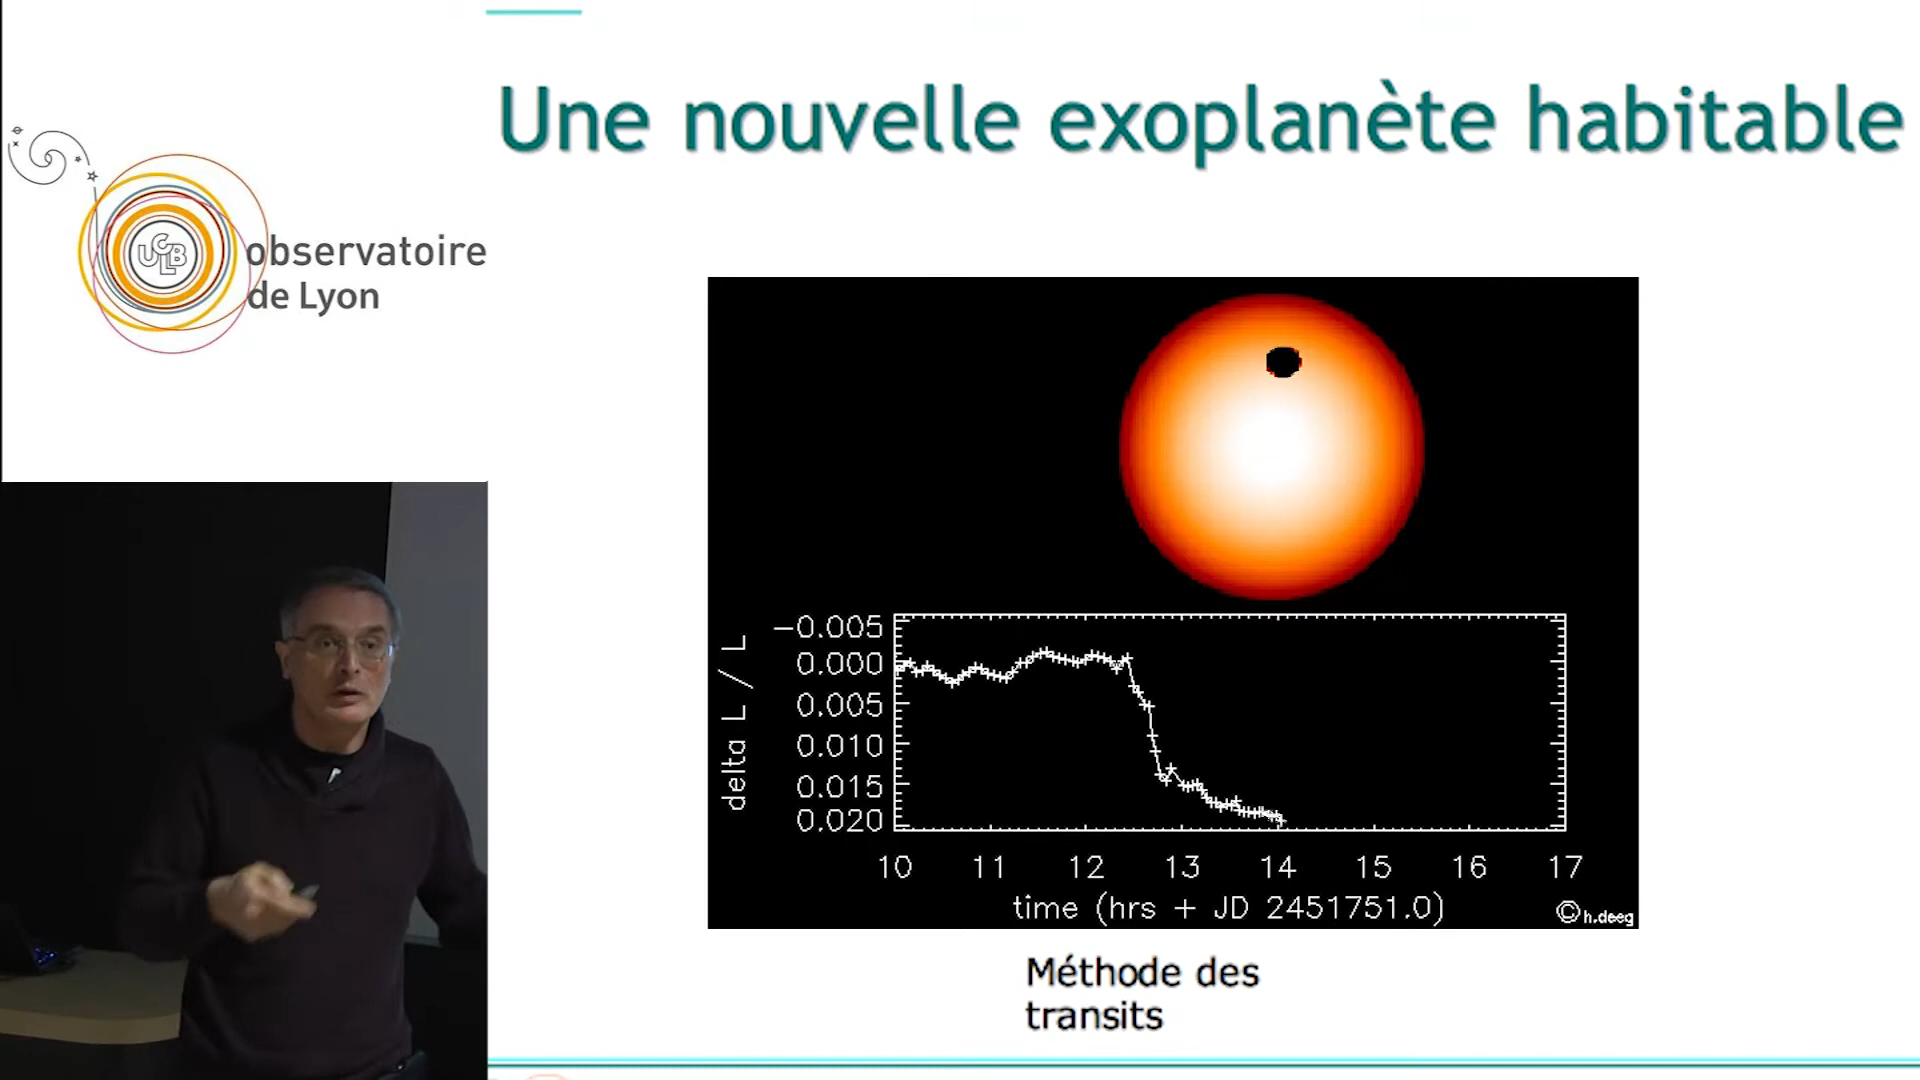 Une nouvelle exoplanète habitable
UCBL
observatoire
de Lyon
−0.005
0.000
0.005
0.010
0.015
0.020
delta L / L
10 11 12 13 14 15 16 17
time (hrs + JD 2451751.0)
©h.deeg
Méthode des
transits